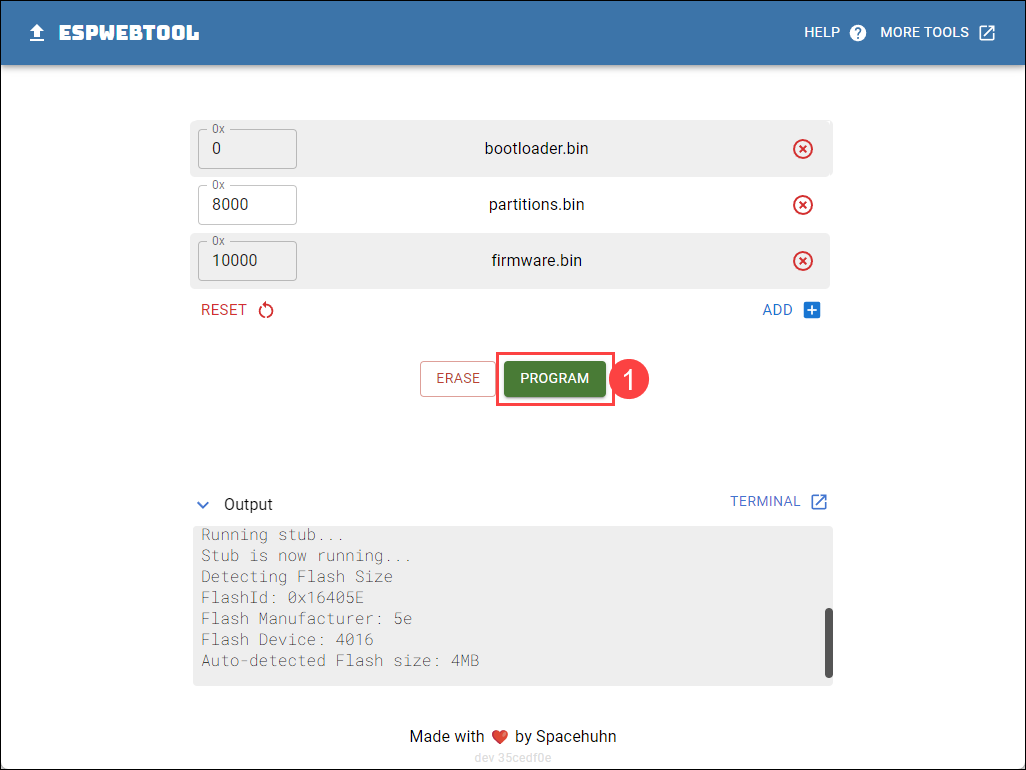 ESPWEBTOOL HELP ? MORE TOOLS
0x
0 bootloader.bin
0x
8000 partitions.bin
0x
10000 firmware.bin
RESET ADD
ERASE PROGRAM 1
Output TERMINAL
Running stub...
Stub is now running...
Detecting Flash Size
FlashId: 0x16405E
Flash Manufacturer: 5e
Flash Device: 4016
Auto-detected Flash size: 4MB
Made with ❤️ by Spacehuhn
dev 35cedf0e